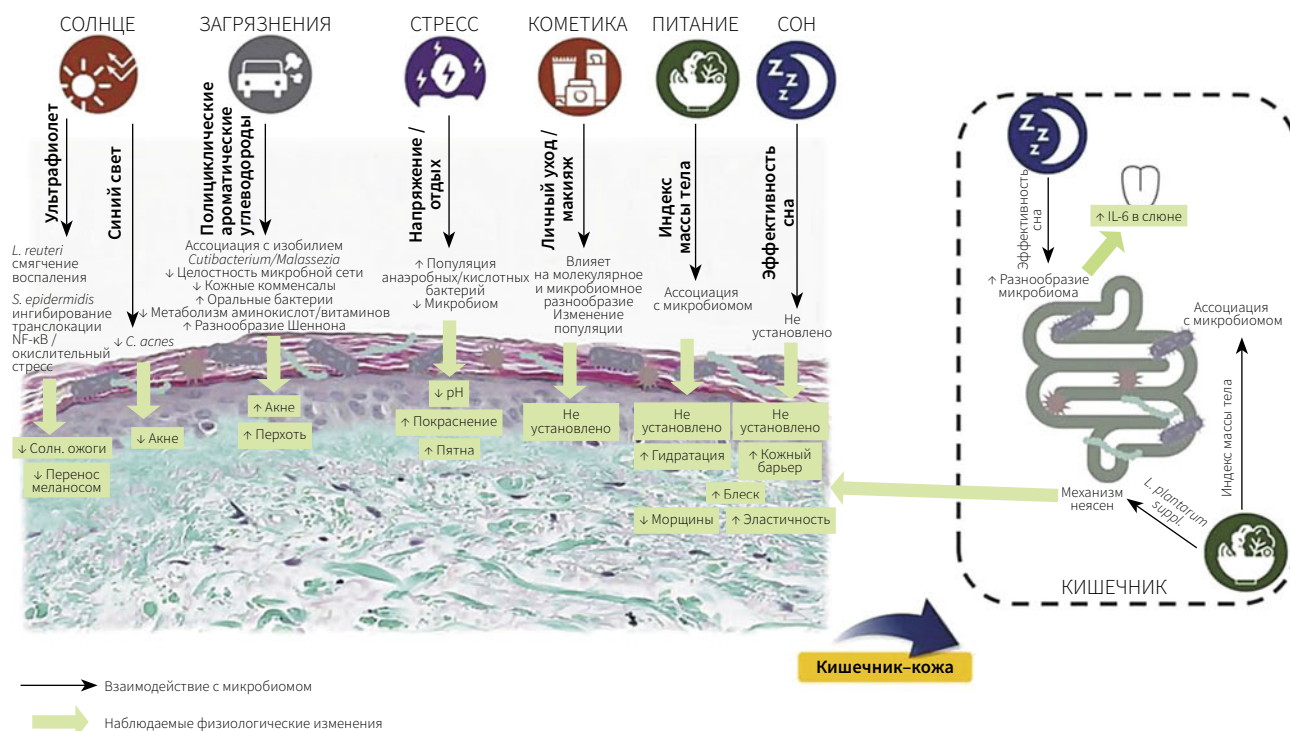 СОЛНЦЕ
ЗАГРЯЗНЕНИЯ
СТРЕСС
КОМЕТИКА
ПИТАНИЕ
СОН
Ультрафиолет
Синий свет
Полициклические
ароматические
углеводороды
Напряжение /
отдых
Личный уход /
макияж
Индекс
массы тела
Эффективность
сна
L. reuteri
смягчение
воспаления
S. epidermidis
ингибирование
транслокации
NF-κB /
окислительный
стресс
↓ C. acnes
Ассоциация с изобилием
Cutibacterium/Malassezia
↓ Целостность микробной сети
↓ Кожные комменсалы
↑ Оральные бактерии
↓ Метаболизм аминокислот/витаминов
↑ Разнообразие Шеннона
↑ Популяция
анаэробных/кислотных
бактерий
↓ Микробиом
Влияет
на молекулярное
и микробиомное
разнообразие
Изменение
популяции
Ассоциация
с микробиомом
Не
установлено
↓ Солн. ожоги
↓ Перенос
меланосом
↓ Акне
↑ Акне
↑ Перхоть
↓ pH
↑ Покраснение
↑ Пятна
Не
установлено
Не
установлено
↑ Гидратация
Не
установлено
↑ Кожный
барьер
↑ Блеск
↓ Морщины
↑ Эластичность
Z
Z
z
Z
Z
z
Эффективность
сна
↑ IL-6 в слюне
↑ Разнообразие
микробиома
Ассоциация
с микробиомом
Индекс массы тела
Механизм
неясен
L. plantarum
suppl.
КИШЕЧНИК
Кишечник–кожа
Взаимодействие с микробиомом
Наблюдаемые физиологические изменения